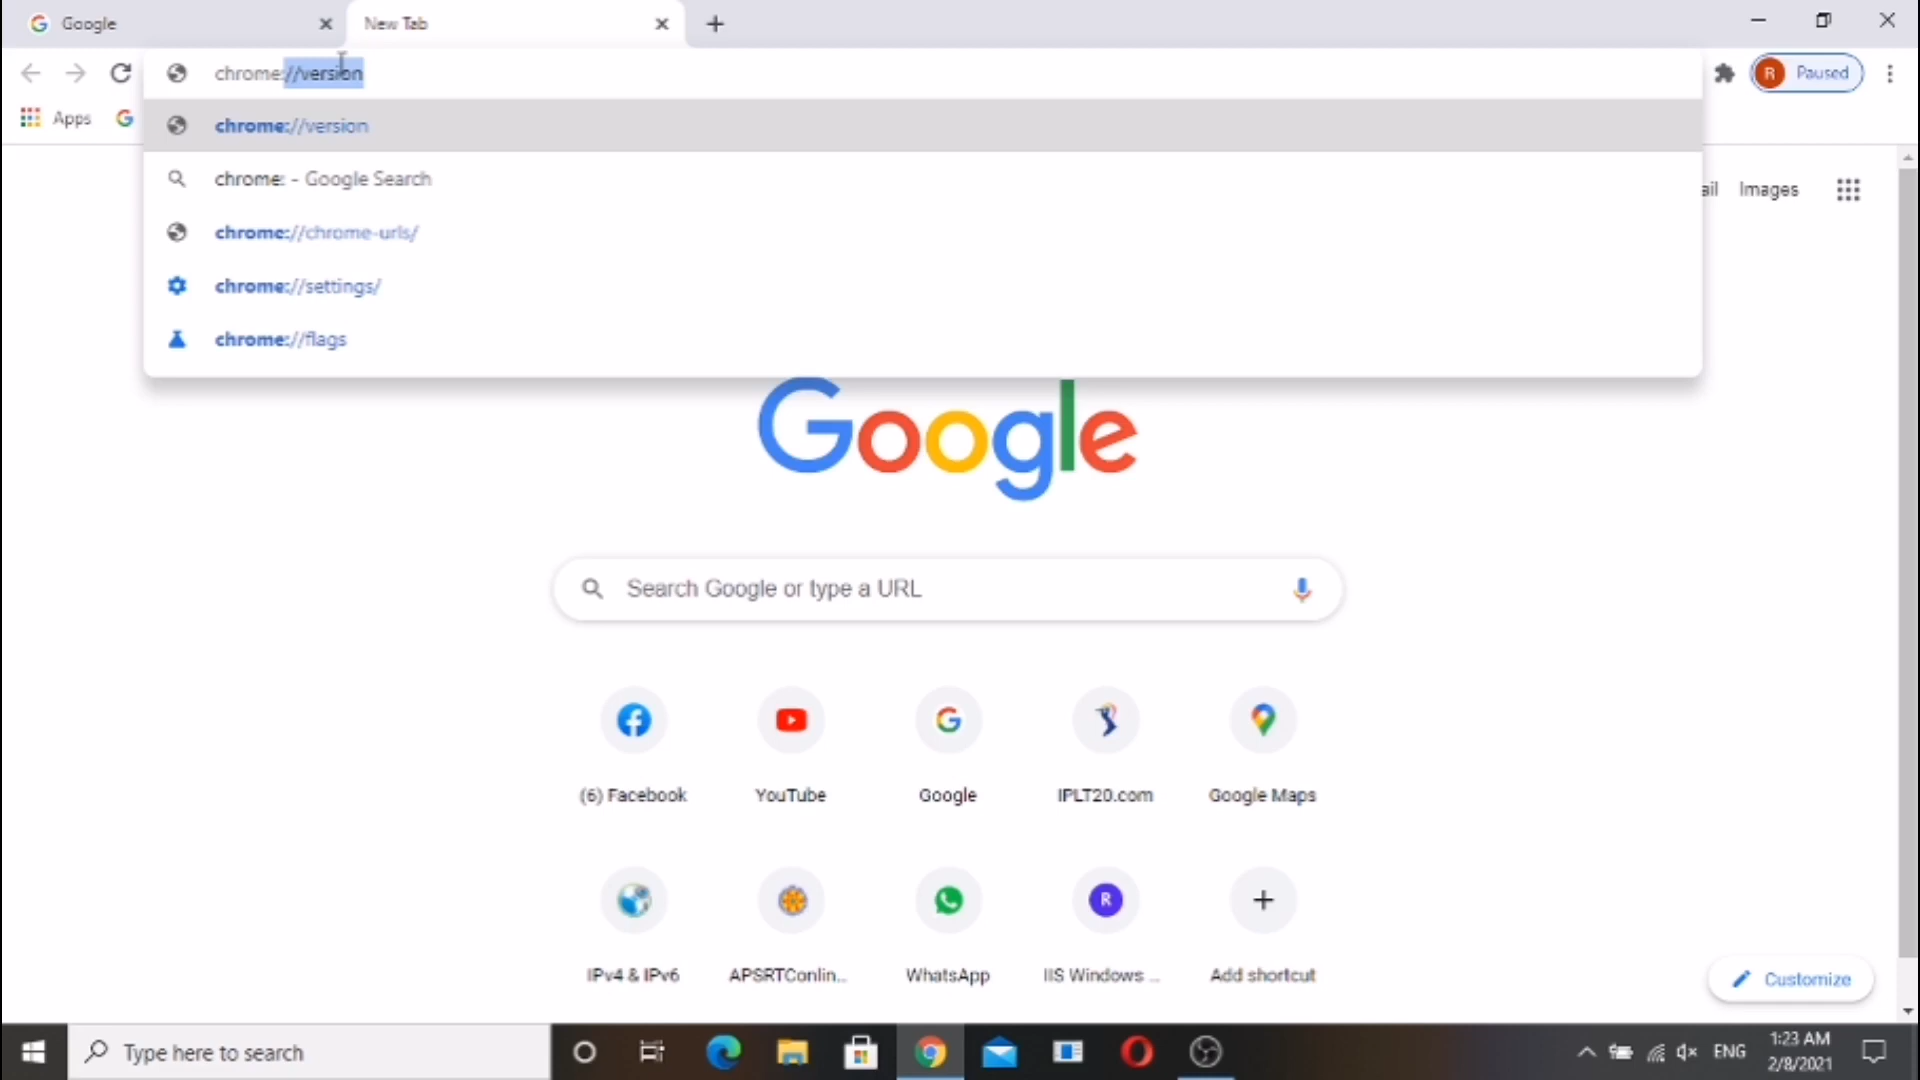 Google
New Tab
chrome://version
R Paused
Apps
chrome://version
chrome: - Google Search
chrome://chrome-urls/
chrome://settings/
chrome://flags
ail Images
Google
Search Google or type a URL
(6) Facebook YouTube Google IPLT20.com Google Maps
R
IPv4 & IPv6 APSRTConlin... WhatsApp IIS Windows ... Add shortcut
Customize
Type here to search
ENG
1:23 AM
2/8/2021